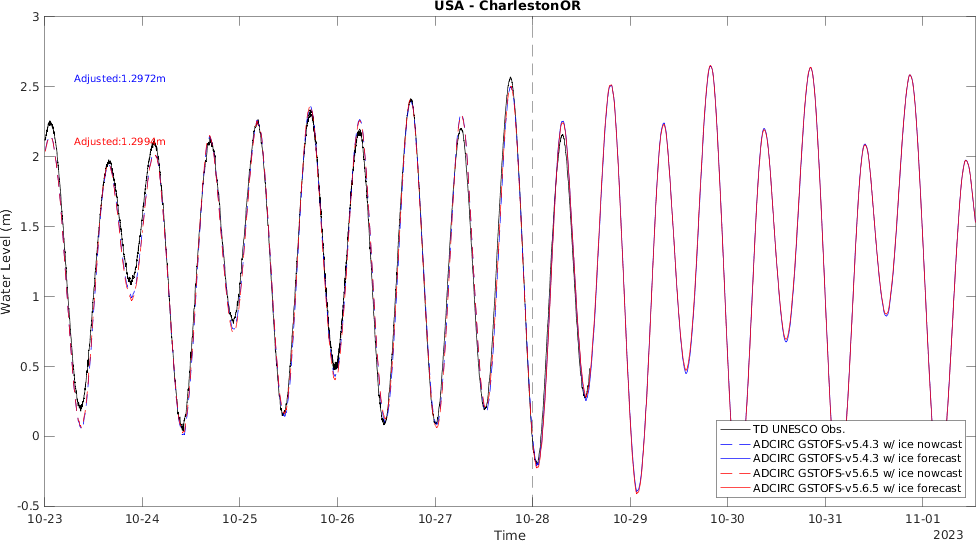 USA - CharlestonOR
3
2.5
2
1.5
1
0.5
0
-0.5
Water Level (m)
Adjusted:1.2972m
Adjusted:1.2994m
TD UNESCO Obs.
ADCIRC GSTOFS-v5.4.3 w/ ice nowcast
ADCIRC GSTOFS-v5.4.3 w/ ice forecast
ADCIRC GSTOFS-v5.6.5 w/ ice nowcast
ADCIRC GSTOFS-v5.6.5 w/ ice forecast
10-23 10-24 10-25 10-26 10-27 10-28 10-29 10-30 10-31 11-01
Time
2023